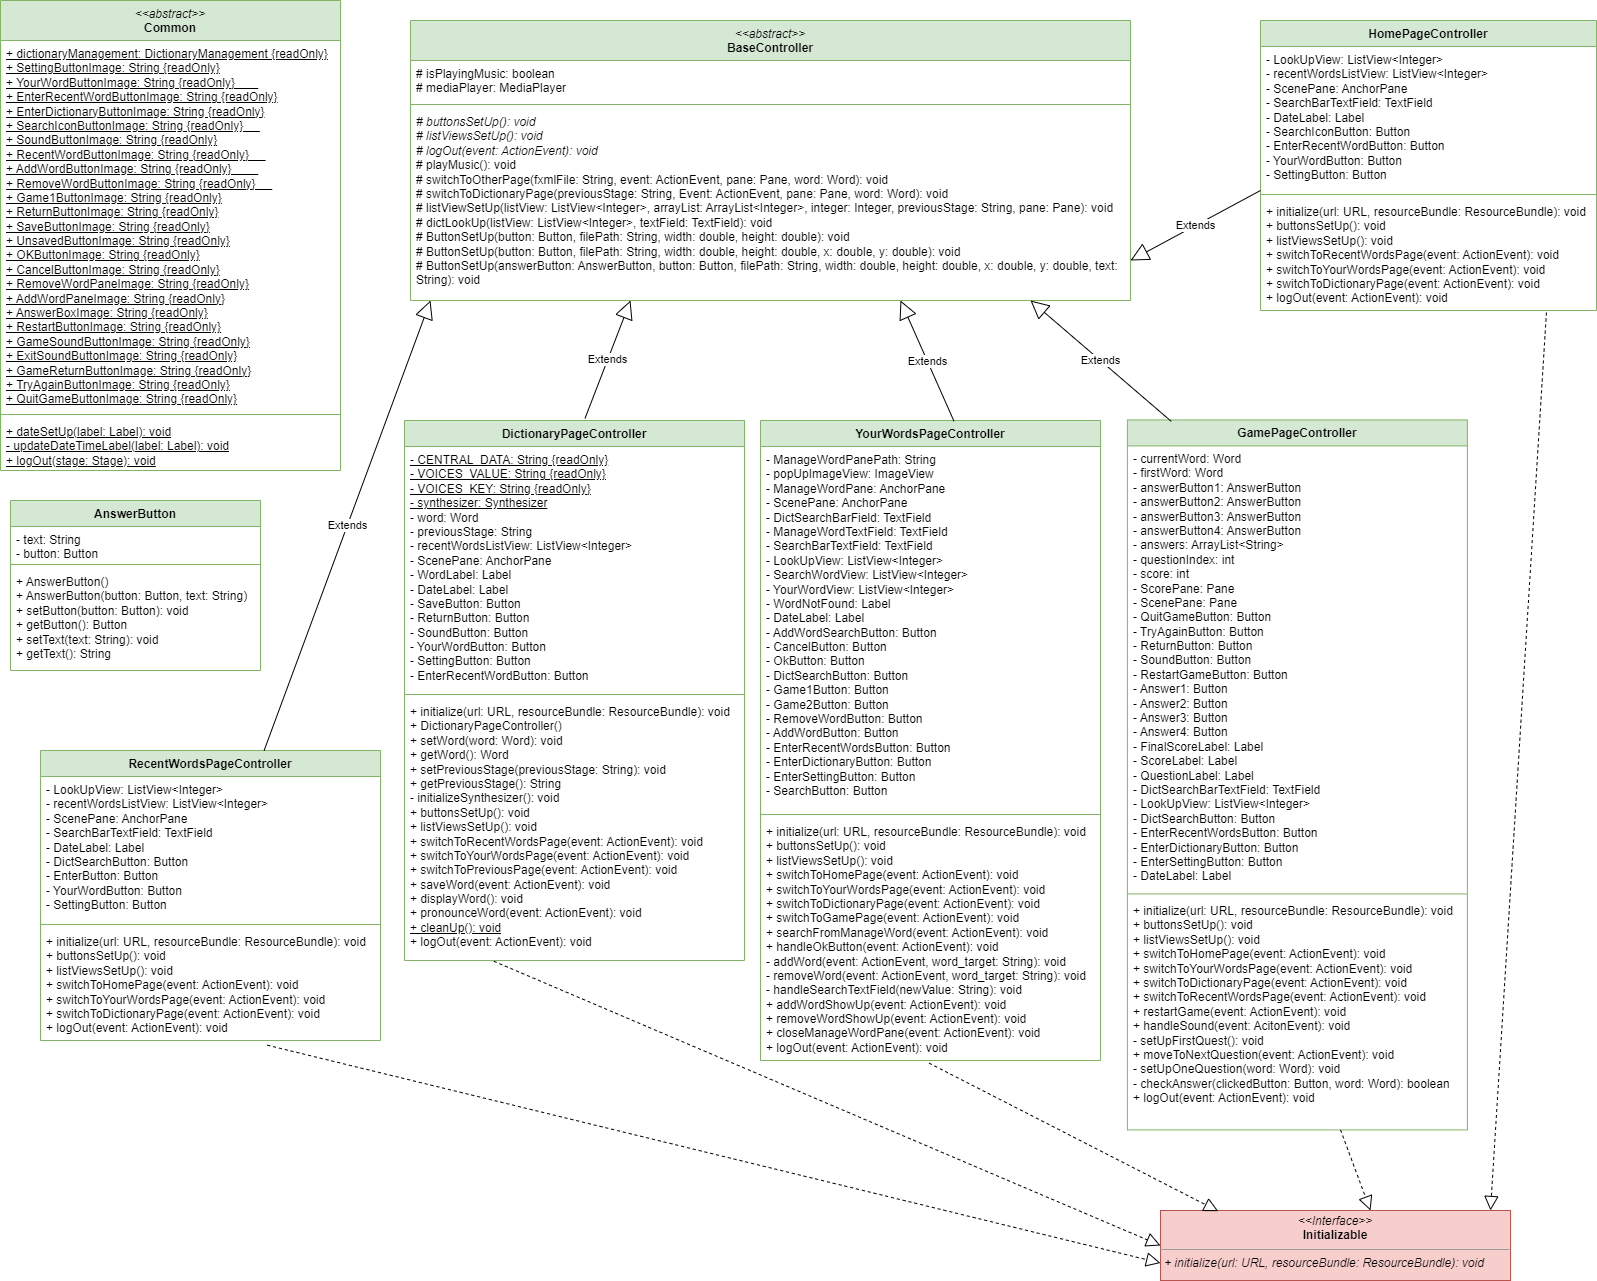 <<abstract>>
Common
+ dictionaryManagement: DictionaryManagement {readOnly}
+ SettingButtonImage: String {readOnly}
+ YourWordButtonImage: String {readOnly}
+ EnterRecentWordButtonImage: String {readOnly}
+ EnterDictionaryButtonImage: String {readOnly}
+ SearchIconButtonImage: String {readOnly}
+ SoundButtonImage: String {readOnly}
+ RecentWordButtonImage: String {readOnly}
+ AddWordButtonImage: String {readOnly}
+ RemoveWordButtonImage: String {readOnly}
+ Game1ButtonImage: String {readOnly}
+ ReturnButtonImage: String {readOnly}
+ SaveButtonImage: String {readOnly}
+ UnsavedButtonImage: String {readOnly}
+ OKButtonImage: String {readOnly}
+ CancelButtonImage: String {readOnly}
+ RemoveWordPaneImage: String {readOnly}
+ AddWordPaneImage: String {readOnly}
+ AnswerBoxImage: String {readOnly}
+ RestartButtonImage: String {readOnly}
+ GameSoundButtonImage: String {readOnly}
+ ExitSoundButtonImage: String {readOnly}
+ GameReturnButtonImage: String {readOnly}
+ TryAgainButtonImage: String {readOnly}
+ QuitGameButtonImage: String {readOnly}
+ dateSetUp(label: Label): void
- updateDateTimeLabel(label: Label): void
+ logOut(stage: Stage): void
<<abstract>>
BaseController
# isPlayingMusic: boolean
# mediaPlayer: MediaPlayer
# buttonsSetUp(): void
# listViewsSetUp(): void
# logOut(event: ActionEvent): void
# playMusic(): void
# switchToOtherPage(fxmlFile: String, event: ActionEvent, pane: Pane, word: Word): void
# switchToDictionaryPage(previousStage: String, Event: ActionEvent, pane: Pane, word: Word): void
# listViewSetUp(listView: ListView<Integer>, arrayList: ArrayList<Integer>, integer: Integer, previousStage: String, pane: Pane): void
# dictLookUp(listView: ListView<Integer>, textField: TextField): void
# ButtonSetUp(button: Button, filePath: String, width: double, height: double): void
# ButtonSetUp(button: Button, filePath: String, width: double, height: double, x: double, y: double): void
# ButtonSetUp(answerButton: AnswerButton, button: Button, filePath: String, width: double, height: double, x: double, y: double, text:
String): void
HomePageController
- LookUpView: ListView<Integer>
- recentWordsListView: ListView<Integer>
- ScenePane: AnchorPane
- SearchBarTextField: TextField
- DateLabel: Label
- SearchIconButton: Button
- EnterRecentWordButton: Button
- YourWordButton: Button
- SettingButton: Button
+ initialize(url: URL, resourceBundle: ResourceBundle): void
+ buttonsSetUp(): void
+ listViewsSetUp(): void
+ switchToRecentWordsPage(event: ActionEvent): void
+ switchToYourWordsPage(event: ActionEvent): void
+ switchToDictionaryPage(event: ActionEvent): void
+ logOut(event: ActionEvent): void
Extends
Extends
Extends
Extends
Extends
AnswerButton
- text: String
- button: Button
+ AnswerButton()
+ AnswerButton(button: Button, text: String)
+ setButton(button: Button): void
+ getButton(): Button
+ setText(text: String): void
+ getText(): String
DictionaryPageController
- CENTRAL_DATA: String {readOnly}
- VOICES_VALUE: String {readOnly}
- VOICES_KEY: String {readOnly}
- synthesizer: Synthesizer
- word: Word
- previousStage: String
- recentWordsListView: ListView<Integer>
- ScenePane: AnchorPane
- WordLabel: Label
- DateLabel: Label
- SaveButton: Button
- ReturnButton: Button
- SoundButton: Button
- YourWordButton: Button
- SettingButton: Button
- EnterRecentWordButton: Button
+ initialize(url: URL, resourceBundle: ResourceBundle): void
+ DictionaryPageController()
+ setWord(word: Word): void
+ getWord(): Word
+ setPreviousStage(previousStage: String): void
+ getPreviousStage(): String
- initializeSynthesizer(): void
+ buttonsSetUp(): void
+ listViewsSetUp(): void
+ switchToRecentWordsPage(event: ActionEvent): void
+ switchToYourWordsPage(event: ActionEvent): void
+ switchToPreviousPage(event: ActionEvent): void
+ saveWord(event: ActionEvent): void
+ displayWord(): void
+ pronounceWord(event: ActionEvent): void
+ cleanUp(): void
+ logOut(event: ActionEvent): void
YourWordsPageController
- ManageWordPanePath: String
- popUpImageView: ImageView
- ManageWordPane: AnchorPane
- ScenePane: AnchorPane
- DictSearchBarField: TextField
- ManageWordTextField: TextField
- SearchBarTextField: TextField
- LookUpView: ListView<Integer>
- SearchWordView: ListView<Integer>
- YourWordView: ListView<Integer>
- WordNotFound: Label
- DateLabel: Label
- AddWordSearchButton: Button
- CancelButton: Button
- OkButton: Button
- DictSearchButton: Button
- Game1Button: Button
- Game2Button: Button
- RemoveWordButton: Button
- AddWordButton: Button
- EnterRecentWordsButton: Button
- EnterDictionaryButton: Button
- EnterSettingButton: Button
- SearchButton: Button
+ initialize(url: URL, resourceBundle: ResourceBundle): void
+ buttonsSetUp(): void
+ listViewsSetUp(): void
+ switchToHomePage(event: ActionEvent): void
+ switchToYourWordsPage(event: ActionEvent): void
+ switchToDictionaryPage(event: ActionEvent): void
+ switchToGamePage(event: ActionEvent): void
+ searchFromManageWord(event: ActionEvent): void
+ handleOkButton(event: ActionEvent): void
- addWord(event: ActionEvent, word_target: String): void
- removeWord(event: ActionEvent, word_target: String): void
- handleSearchTextField(newValue: String): void
+ addWordShowUp(event: ActionEvent): void
+ removeWordShowUp(event: ActionEvent): void
+ closeManageWordPane(event: ActionEvent): void
+ logOut(event: ActionEvent): void
GamePageController
- currentWord: Word
- firstWord: Word
- answerButton1: AnswerButton
- answerButton2: AnswerButton
- answerButton3: AnswerButton
- answerButton4: AnswerButton
- answers: ArrayList<String>
- questionIndex: int
- score: int
- ScorePane: Pane
- ScenePane: Pane
- QuitGameButton: Button
- TryAgainButton: Button
- ReturnButton: Button
- SoundButton: Button
- RestartGameButton: Button
- Answer1: Button
- Answer2: Button
- Answer3: Button
- Answer4: Button
- FinalScoreLabel: Label
- ScoreLabel: Label
- QuestionLabel: Label
- DictSearchBarTextField: TextField
- LookUpView: ListView<Integer>
- DictSearchButton: Button
- EnterRecentWordsButton: Button
- EnterDictionaryButton: Button
- EnterSettingButton: Button
- DateLabel: Label
+ initialize(url: URL, resourceBundle: ResourceBundle): void
+ buttonsSetUp(): void
+ listViewsSetUp(): void
+ switchToHomePage(event: ActionEvent): void
+ switchToYourWordsPage(event: ActionEvent): void
+ switchToDictionaryPage(event: ActionEvent): void
+ switchToRecentWordsPage(event: ActionEvent): void
+ restartGame(event: ActionEvent): void
+ handleSound(event: AcitonEvent): void
- setUpFirstQuest(): void
+ moveToNextQuestion(event: ActionEvent): void
- setUpOneQuestion(word: Word): void
- checkAnswer(clickedButton: Button, word: Word): boolean
+ logOut(event: ActionEvent): void
RecentWordsPageController
- LookUpView: ListView<Integer>
- recentWordsListView: ListView<Integer>
- ScenePane: AnchorPane
- SearchBarTextField: TextField
- DateLabel: Label
- DictSearchButton: Button
- EnterButton: Button
- YourWordButton: Button
- SettingButton: Button
+ initialize(url: URL, resourceBundle: ResourceBundle): void
+ buttonsSetUp(): void
+ listViewsSetUp(): void
+ switchToHomePage(event: ActionEvent): void
+ switchToYourWordsPage(event: ActionEvent): void
+ switchToDictionaryPage(event: ActionEvent): void
+ logOut(event: ActionEvent): void
<<Interface>>
Initializable
+ initialize(url: URL, resourceBundle: ResourceBundle): void